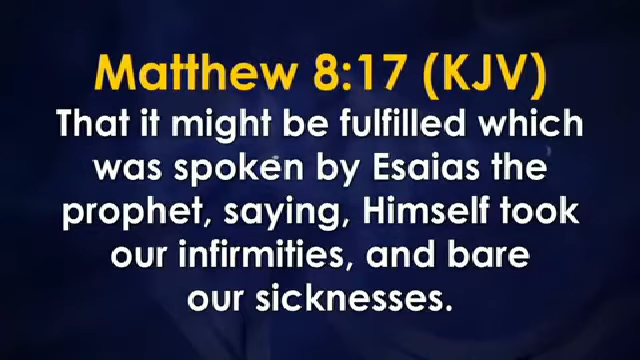 Matthew 8:17 (KJV)
That it might be fulfilled which
was spoken by Esaias the
prophet, saying, Himself took
our infirmities, and bare
our sicknesses.